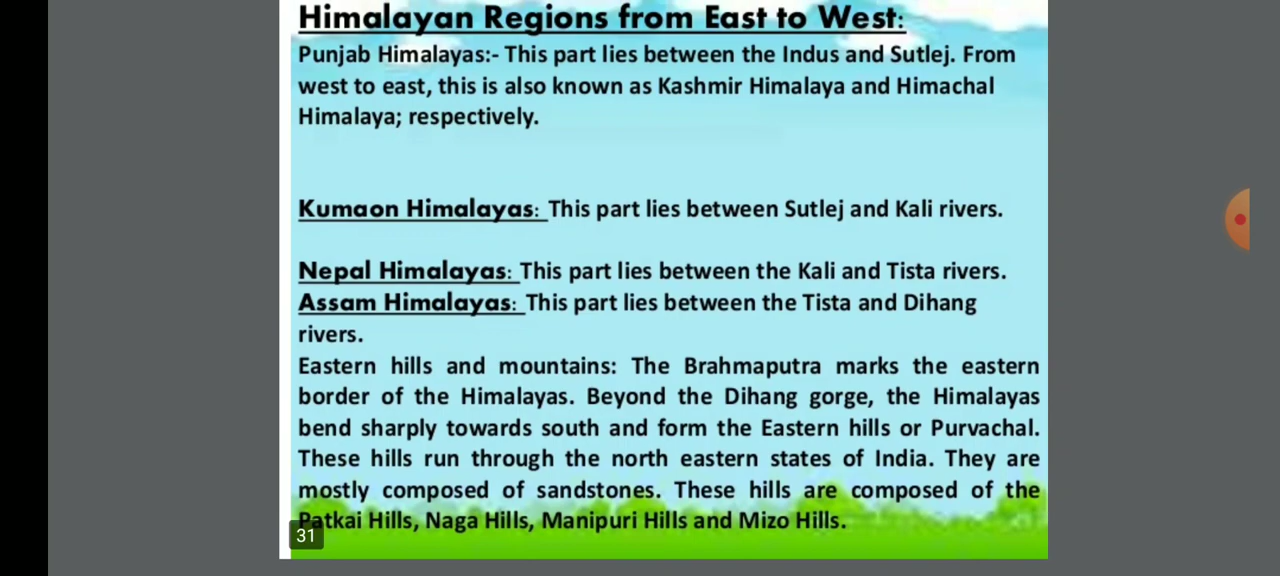 Himalayan Regions from East to West:
Punjab Himalayas:- This part lies between the Indus and Sutlej. From
west to east, this is also known as Kashmir Himalaya and Himachal
Himalaya; respectively.
Kumaon Himalayas: This part lies between Sutlej and Kali rivers.
Nepal Himalayas: This part lies between the Kali and Tista rivers.
Assam Himalayas: This part lies between the Tista and Dihang
rivers.
Eastern hills and mountains: The Brahmaputra marks the eastern
border of the Himalayas. Beyond the Dihang gorge, the Himalayas
bend sharply towards south and form the Eastern hills or Purvachal.
These hills run through the north eastern states of India. They are
mostly composed of sandstones. These hills are composed of the
Patkai Hills, Naga Hills, Manipuri Hills and Mizo Hills.
31